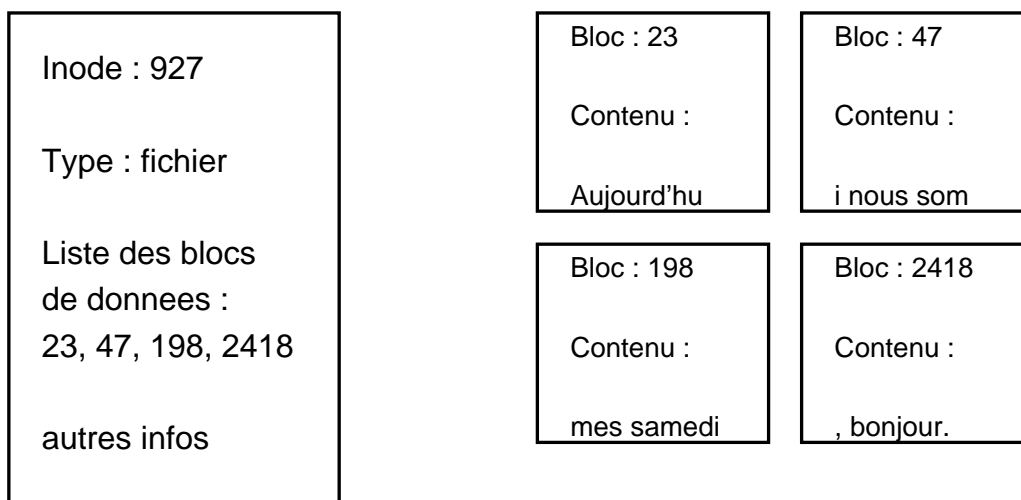 Inode : 927
Type : fichier
Liste des blocs
de donnees :
23, 47, 198, 2418
autres infos
Bloc : 23
Contenu :
Aujourd'hu
Bloc : 47
Contenu :
i nous som
Bloc : 198
Contenu :
mes samedi
Bloc : 2418
Contenu :
, bonjour.